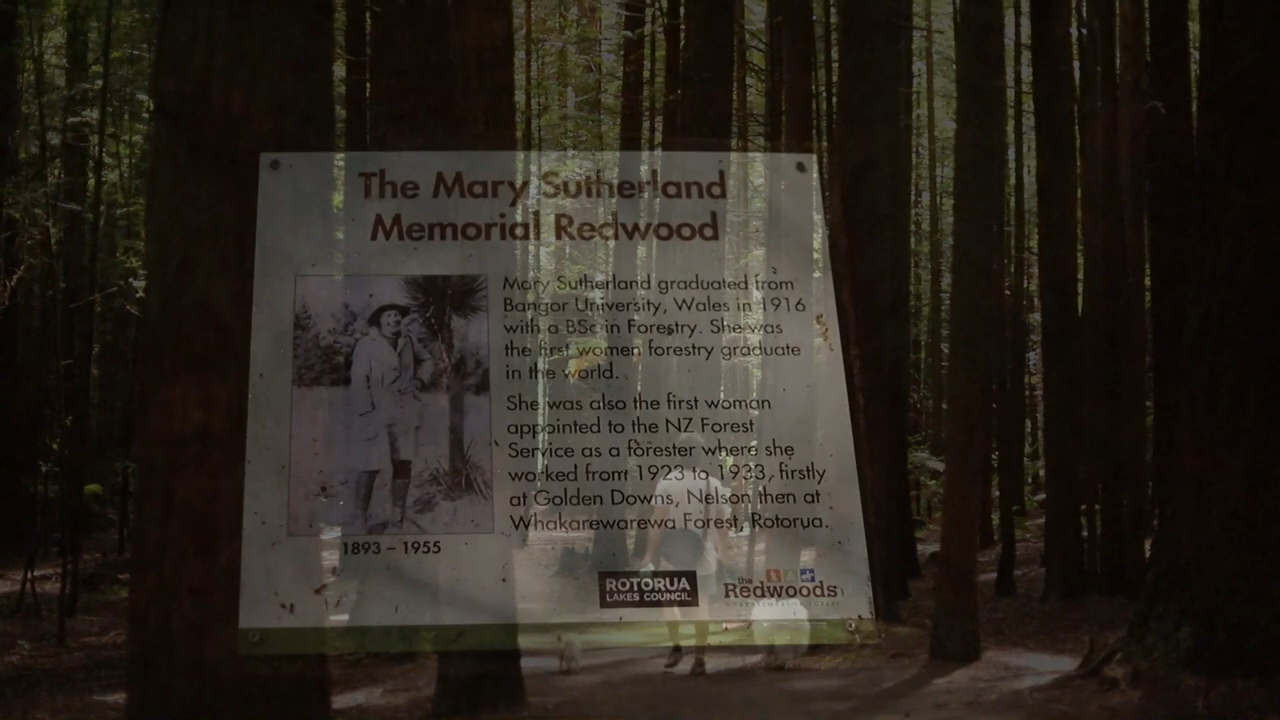 The Mary Sutherland
Memorial Redwood
Mary Sutherland graduated from
Bangor University, Wales in 1916
with a BSc in Forestry. She was
the first women forestry graduate
in the world.
She was also the first woman
appointed to the NZ Forest
Service as a forester where she
worked from 1923 to 1933, firstly
at Golden Downs, Nelson then at
Whakarewarewa Forest, Rotorua.
1893 – 1955
ROTORUA
LAKES COUNCIL
the
Redwoods